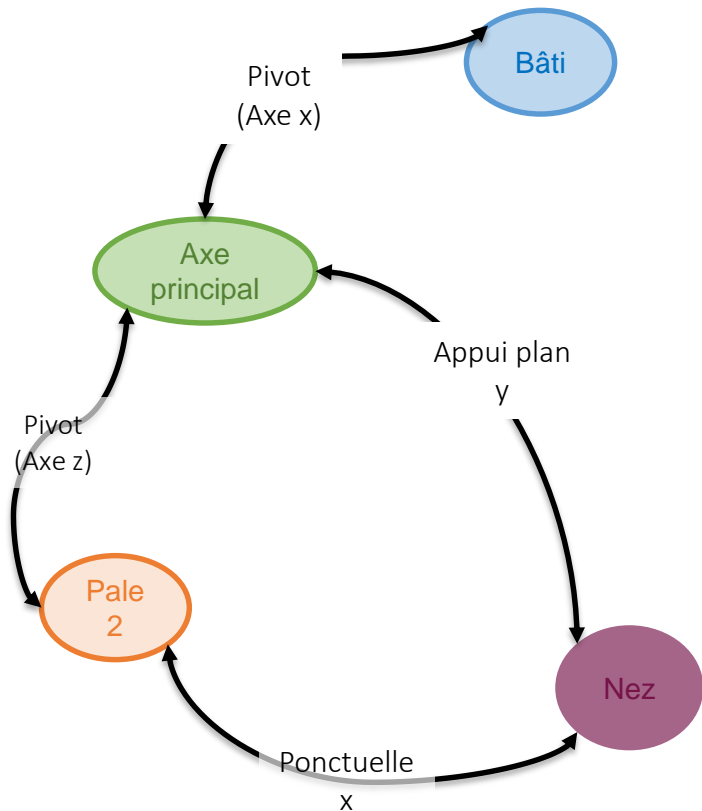 Bâti
Pivot
(Axe x)
Axe
principal
Appui plan
y
Pivot
(Axe z)
Pale
2
Nez
Ponctuelle
x